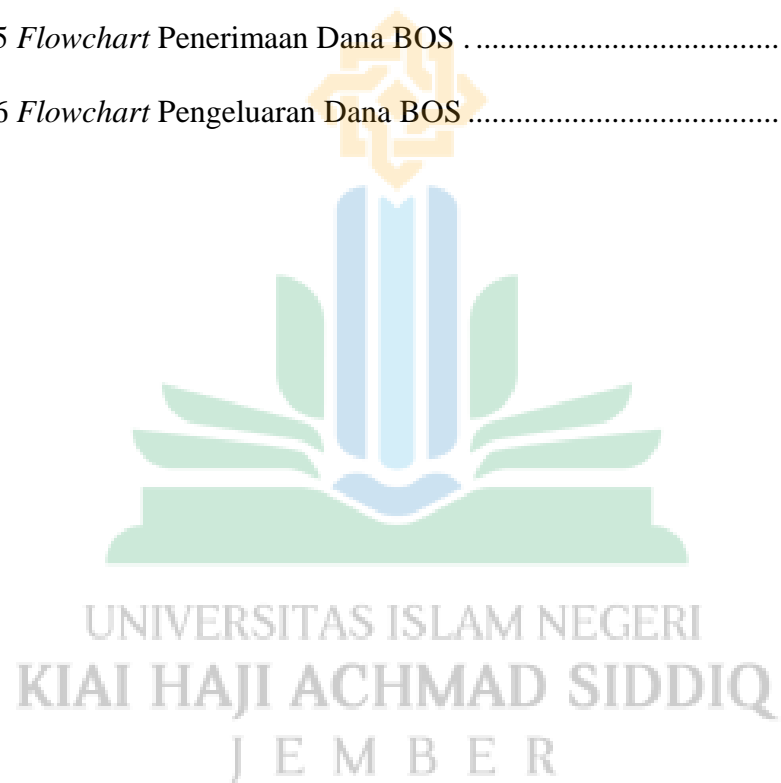 5 Flowchart Penerimaan Dana BOS . .......................................
6 Flowchart Pengeluaran Dana BOS .......................................
UNIVERSITAS ISLAM NEGERI
KIAI HAJI ACHMAD SIDDIQ
J E M B E R